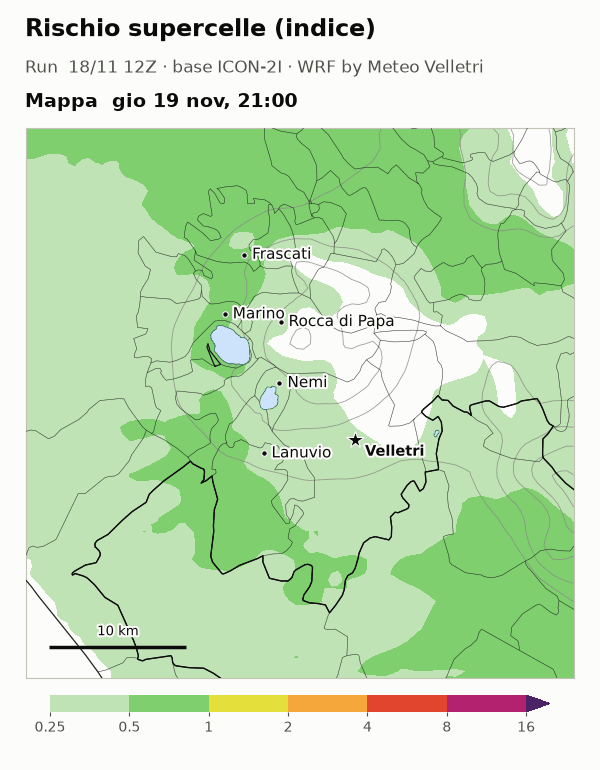 Rischio supercelle (indice)
Run  18/11 12Z · base ICON-2I · WRF by Meteo Velletri
Mappa  gio 19 nov, 21:00
Frascati
Marino
Rocca di Papa
Nemi
Lanuvio
Velletri
10 km
0.25 0.5 1 2 4 8 16